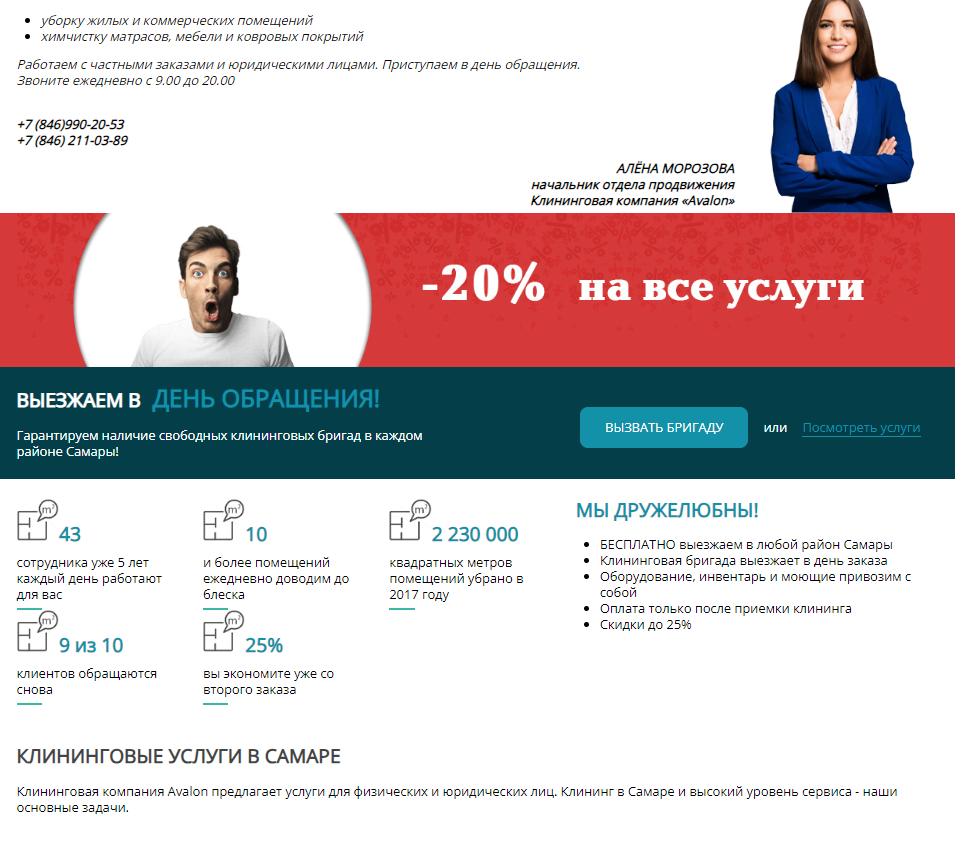 уборку жилых и коммерческих помещений
химчистку матрасов, мебели и ковровых покрытий
Работаем с частными заказами и юридическими лицами. Приступаем в день обращения.
Звоните ежедневно с 9.00 до 20.00
+7 (846)990-20-53
+7 (846) 211-03-89
АЛЁНА МОРОЗОВА
начальник отдела продвижения
Клининговая компания «Avalon»
-20% на все услуги
ВЫЕЗЖАЕМ В ДЕНЬ ОБРАЩЕНИЯ!
Гарантируем наличие свободных клининговых бригад в каждом
районе Самары!
ВЫЗВАТЬ БРИГАДУ или Посмотреть услуги
m² 43
сотрудника уже 5 лет
каждый день работают
для вас
m² 10
и более помещений
ежедневно доводим до
блеска
m² 2 230 000
квадратных метров
помещений убрано в
2017 году
m² 9 из 10
клиентов обращаются
снова
m² 25%
вы экономите уже со
второго заказа
МЫ ДРУЖЕЛЮБНЫ!
БЕСПЛАТНО выезжаем в любой район Самары
Клининговая бригада выезжает в день заказа
Оборудование, инвентарь и моющие привозим с
собой
Оплата только после приемки клининга
Скидки до 25%
КЛИНИНГОВЫЕ УСЛУГИ В САМАРЕ
Клининговая компания Avalon предлагает услуги для физических и юридических лиц. Клининг в Самаре и высокий уровень сервиса - наши
основные задачи.